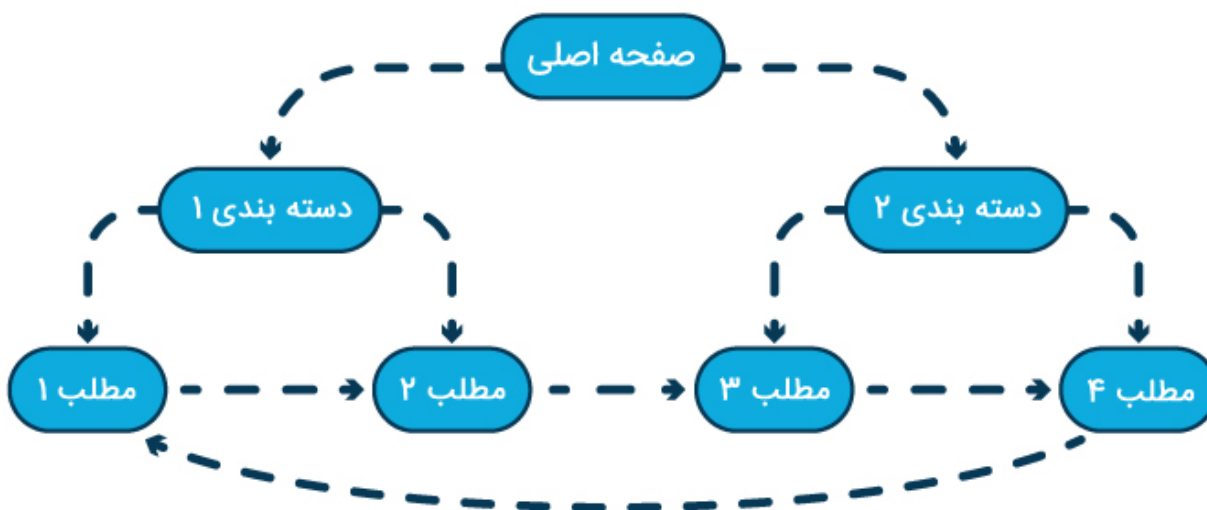 صفحه اصلی
دسته بندی ۱
دسته بندی ۲
مطلب ۱
مطلب ۲
مطلب ۳
مطلب ۴